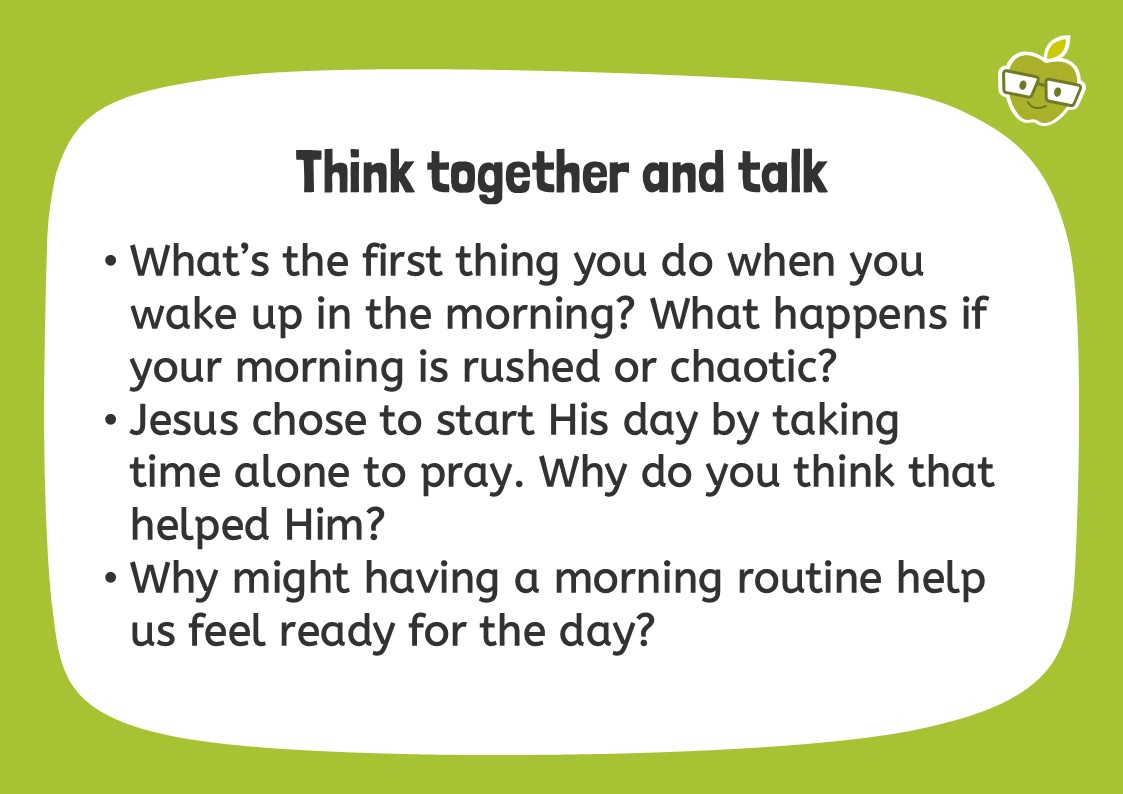 Think together and talk
• What’s the first thing you do when you
wake up in the morning? What happens if
your morning is rushed or chaotic?
• Jesus chose to start His day by taking
time alone to pray. Why do you think that
helped Him?
• Why might having a morning routine help
us feel ready for the day?